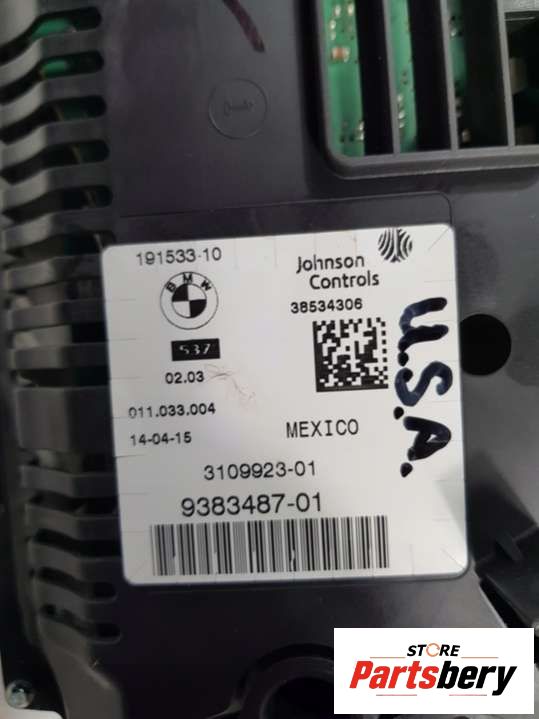 191533-10
BMW
Johnson
Controls
38534306
537
02.03
011.033.004
14-04-15
MEXICO
U.S.A.
3109923-01
9383487-01
STORE
Partsbery